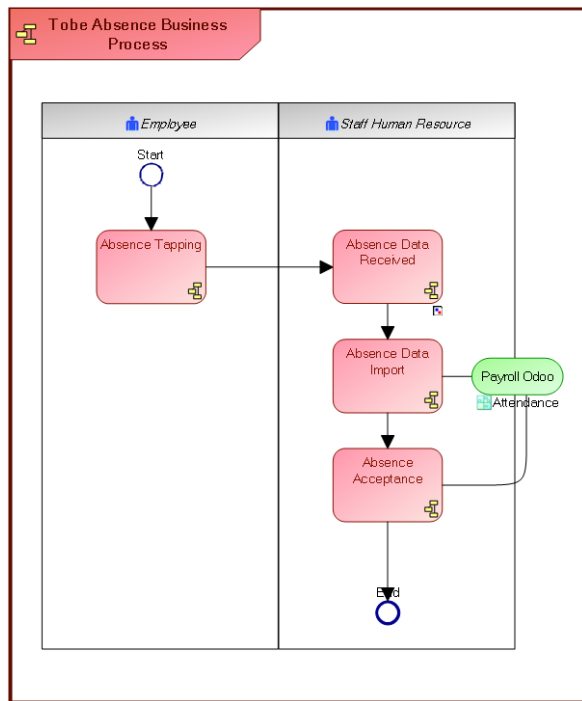 Tobe Absence Business
Process
Employee
Staff Human Resource
Start
Absence Tapping
Absence Data
Received
Absence Data
Import
Payroll Odoo
Attendance
Absence
Acceptance
End